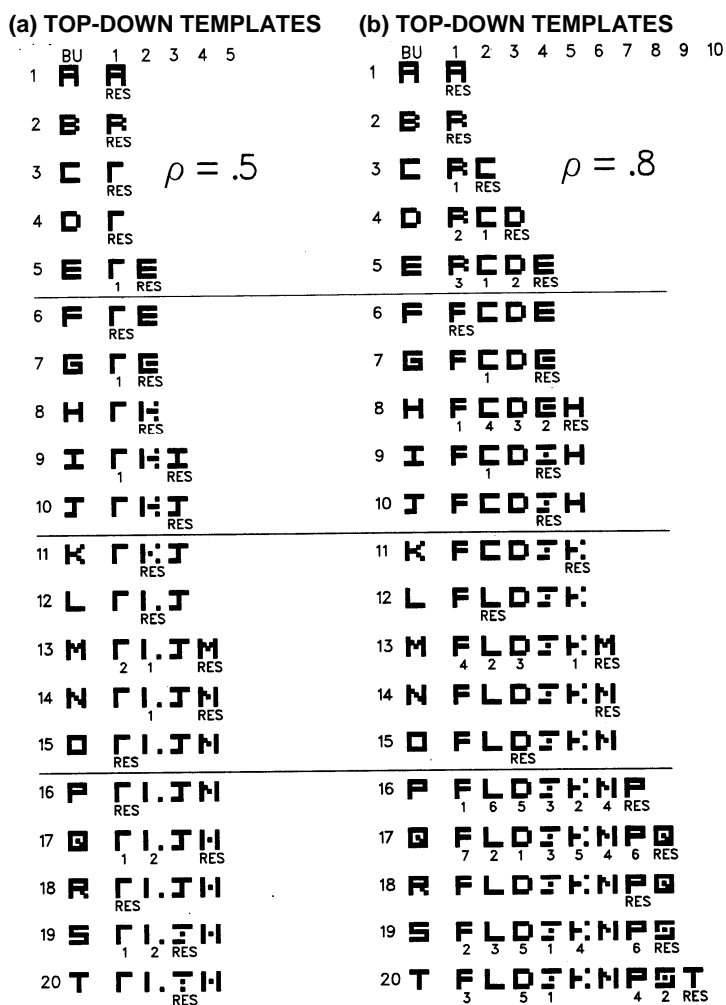 (a) TOP-DOWN TEMPLATES
BU 1 2 3 4 5
1 A A
RES
2 B R
RES
3 C Γ ρ = .5
RES
4 D Γ
RES
5 E Γ E
1 RES
6 F Γ E
RES
7 G Γ G
1 RES
8 H Γ
RES
9 I Γ I
1 RES
10 J Γ J
RES
11 K Γ J
RES
12 L Γ I. J
RES
13 M Γ I. J M
2 1 RES
14 N Γ I. J N
1 RES
15 O Γ I. J N
RES
16 P Γ I. J N
RES
17 Q Γ I. J
1 2 RES
18 R Γ I. J
RES
19 S Γ I.
1 2 RES
20 T Γ I.
RES
(b) TOP-DOWN TEMPLATES
BU 1 2 3 4 5 6 7 8 9 10
1 A A
RES
2 B R
RES
3 C R C ρ = .8
1 RES
4 D R C D
2 1 RES
5 E R C D E
3 1 2 RES
6 F F C D E
RES
7 G F C D G
1 RES
8 H F C D G H
1 4 3 2 RES
9 I F C D H
1 RES
10 J F C D H
RES
11 K F C D
RES
12 L F L D
RES
13 M F L D M
4 2 3 1 RES
14 N F L D N
RES
15 O F L D N
RES
16 P F L D N P
1 6 5 3 2 4 RES
17 Q F L D N P Q
7 2 1 3 5 4 6 RES
18 R F L D N P Q
RES
19 S F L D N P
2 3 5 1 4 6 RES
20 T F L D N P T
3 5 1 4 2 RES